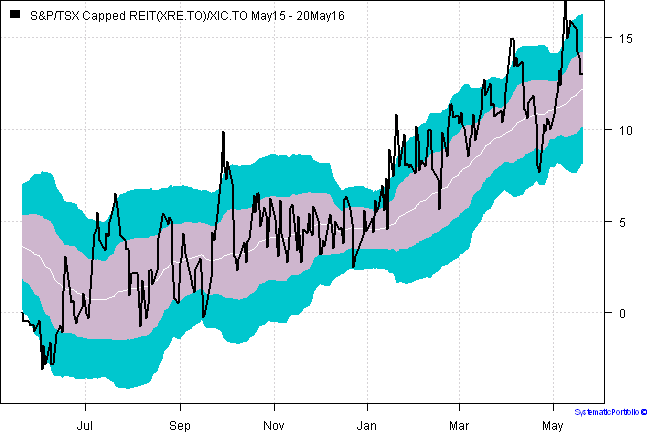 S&P/TSX Capped REIT(XRE.TO)/XIC.TO May15 - 20May16
15
10
5
0
Jul Sep Nov Jan Mar May
SystematicPortfolio ©